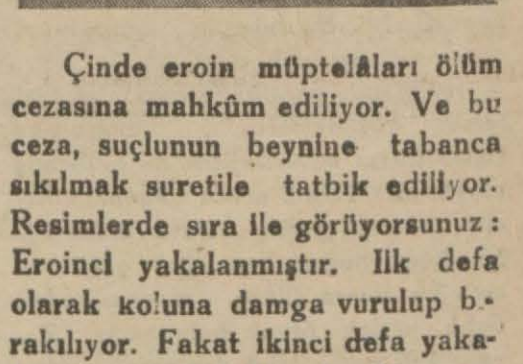 Çinde eroin müptelâları ölüm
cezasına mahkûm ediliyor. Ve bu
ceza, suçlunun beynine tabanca
sıkılmak suretile tatbik ediliyor.
Resimlerde sıra ile görüyorsunuz :
Eroinci yakalanmıştır. İlk defa
olarak koluna damga vurulup b.-
rakılıyor. Fakat ikinci defa yaka-